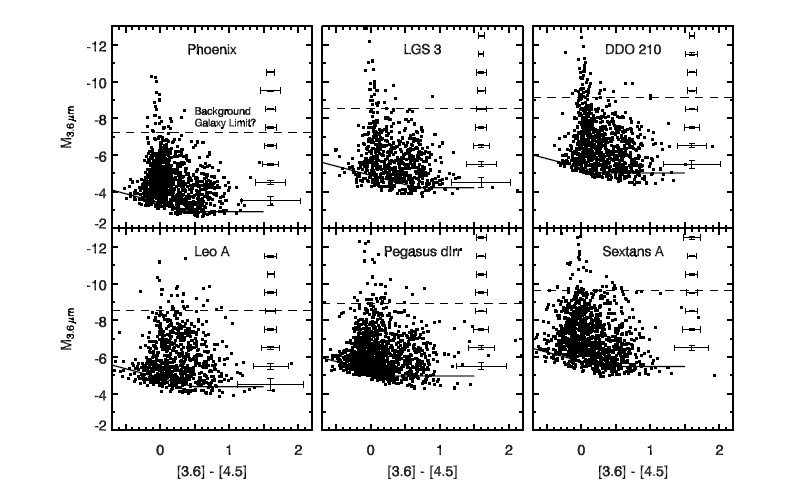 Phoenix
LGS 3
DDO 210
Background
Galaxy Limit?
-12
-10
-8
-6
-4
-2
M3.6μm
Leo A
Pegasus dIrr
Sextans A
-12
-10
-8
-6
-4
-2
M3.6μm
0 1 2
0 1 2
0 1 2
[3.6] - [4.5]
[3.6] - [4.5]
[3.6] - [4.5]